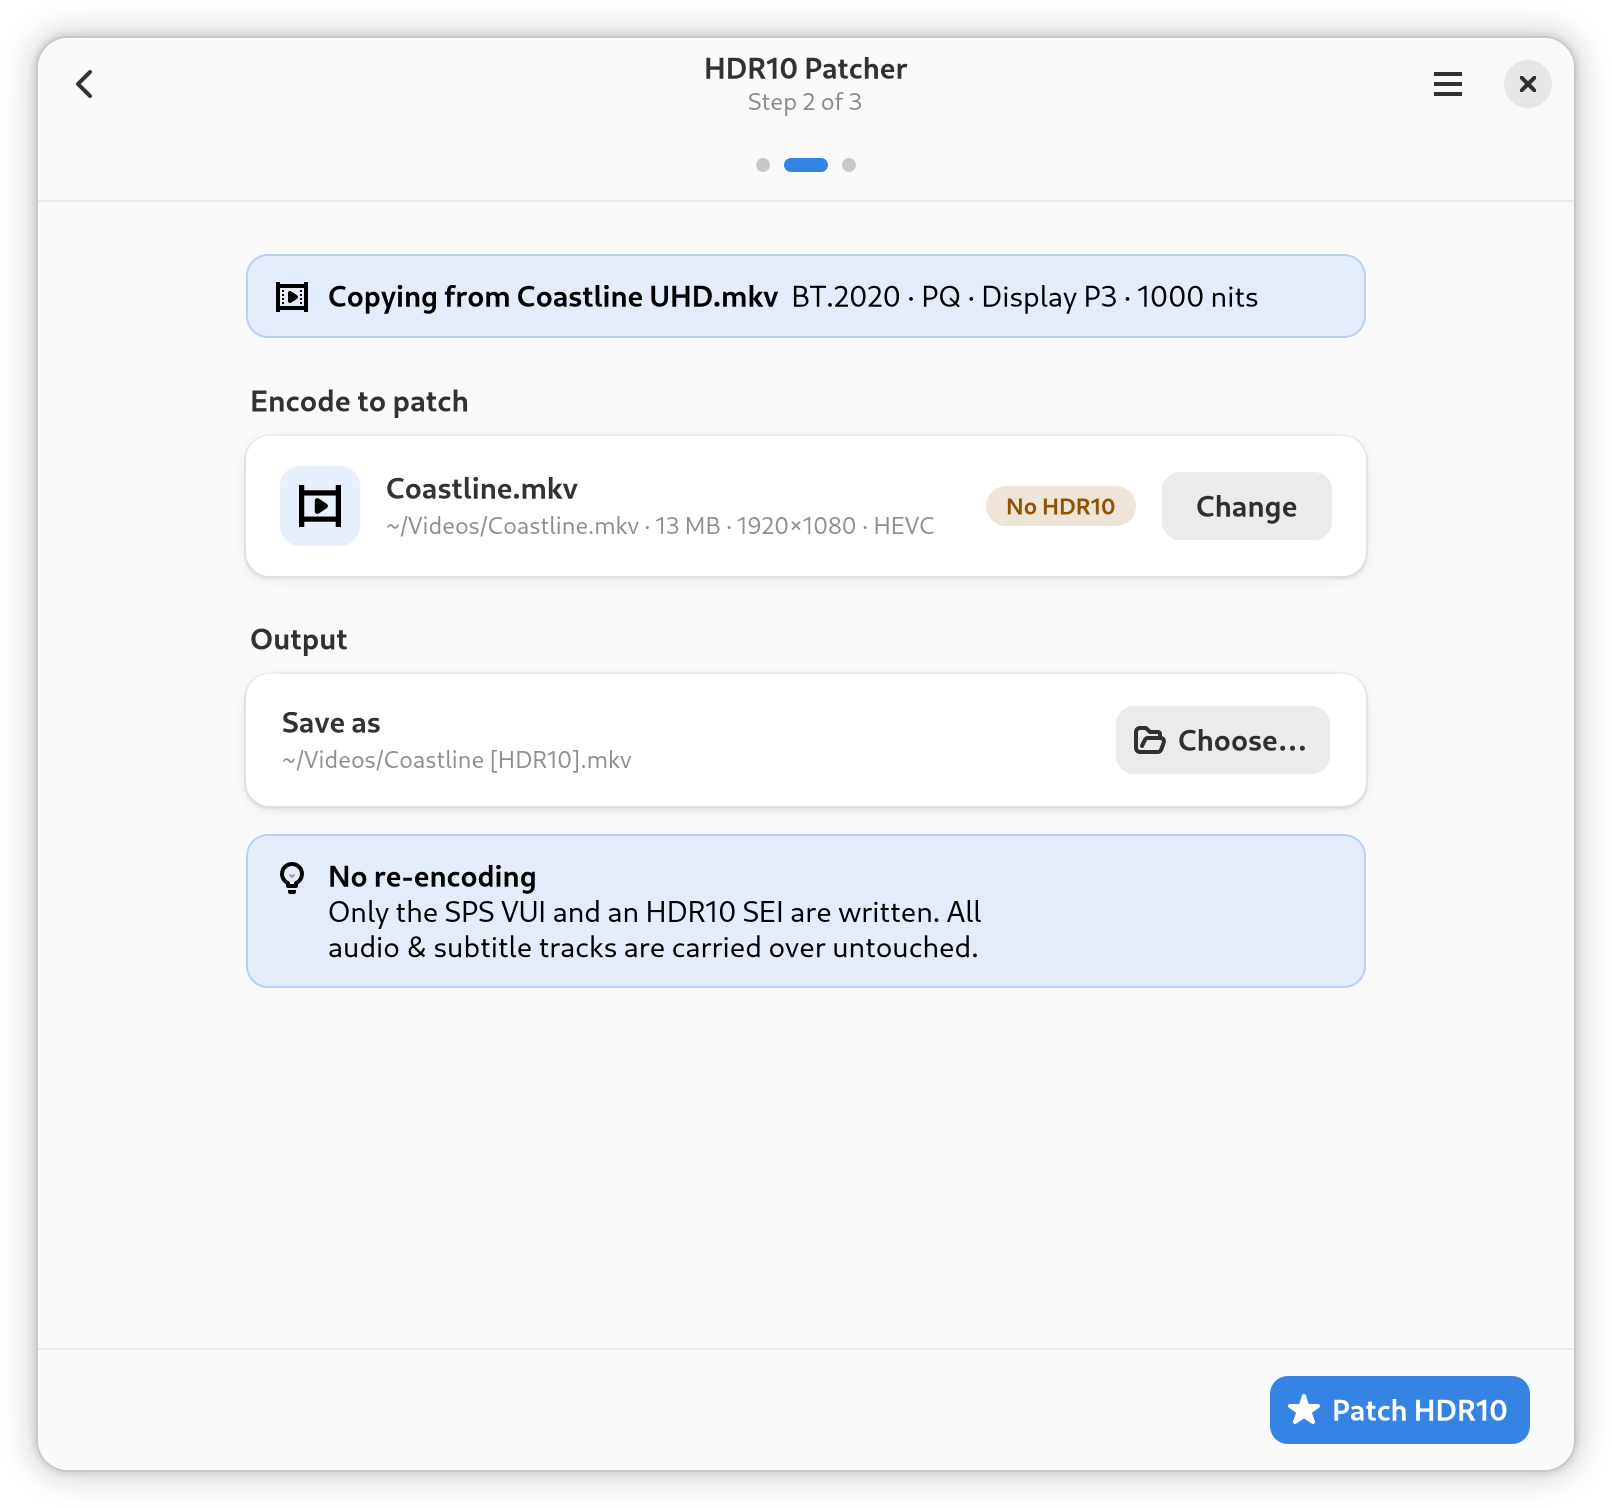 HDR10 Patcher
Step 2 of 3
Copying from Coastline UHD.mkv BT.2020 · PQ · Display P3 · 1000 nits
Encode to patch
Coastline.mkv
~/Videos/Coastline.mkv · 13 MB · 1920×1080 · HEVC
No HDR10
Change
Output
Save as
~/Videos/Coastline [HDR10].mkv
Choose...
No re-encoding
Only the SPS VUI and an HDR10 SEI are written. All
audio & subtitle tracks are carried over untouched.
Patch HDR10